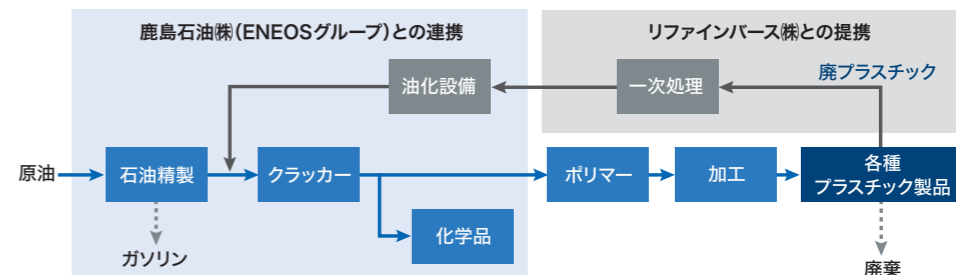 鹿島石油㈱（ENEOSグループ）との連携
リファインバース㈱との提携
廃プラスチック
油化設備
一次処理
原油
石油精製
クラッカー
ポリマー
加工
各種
プラスチック製品
化学品
ガソリン
廃棄